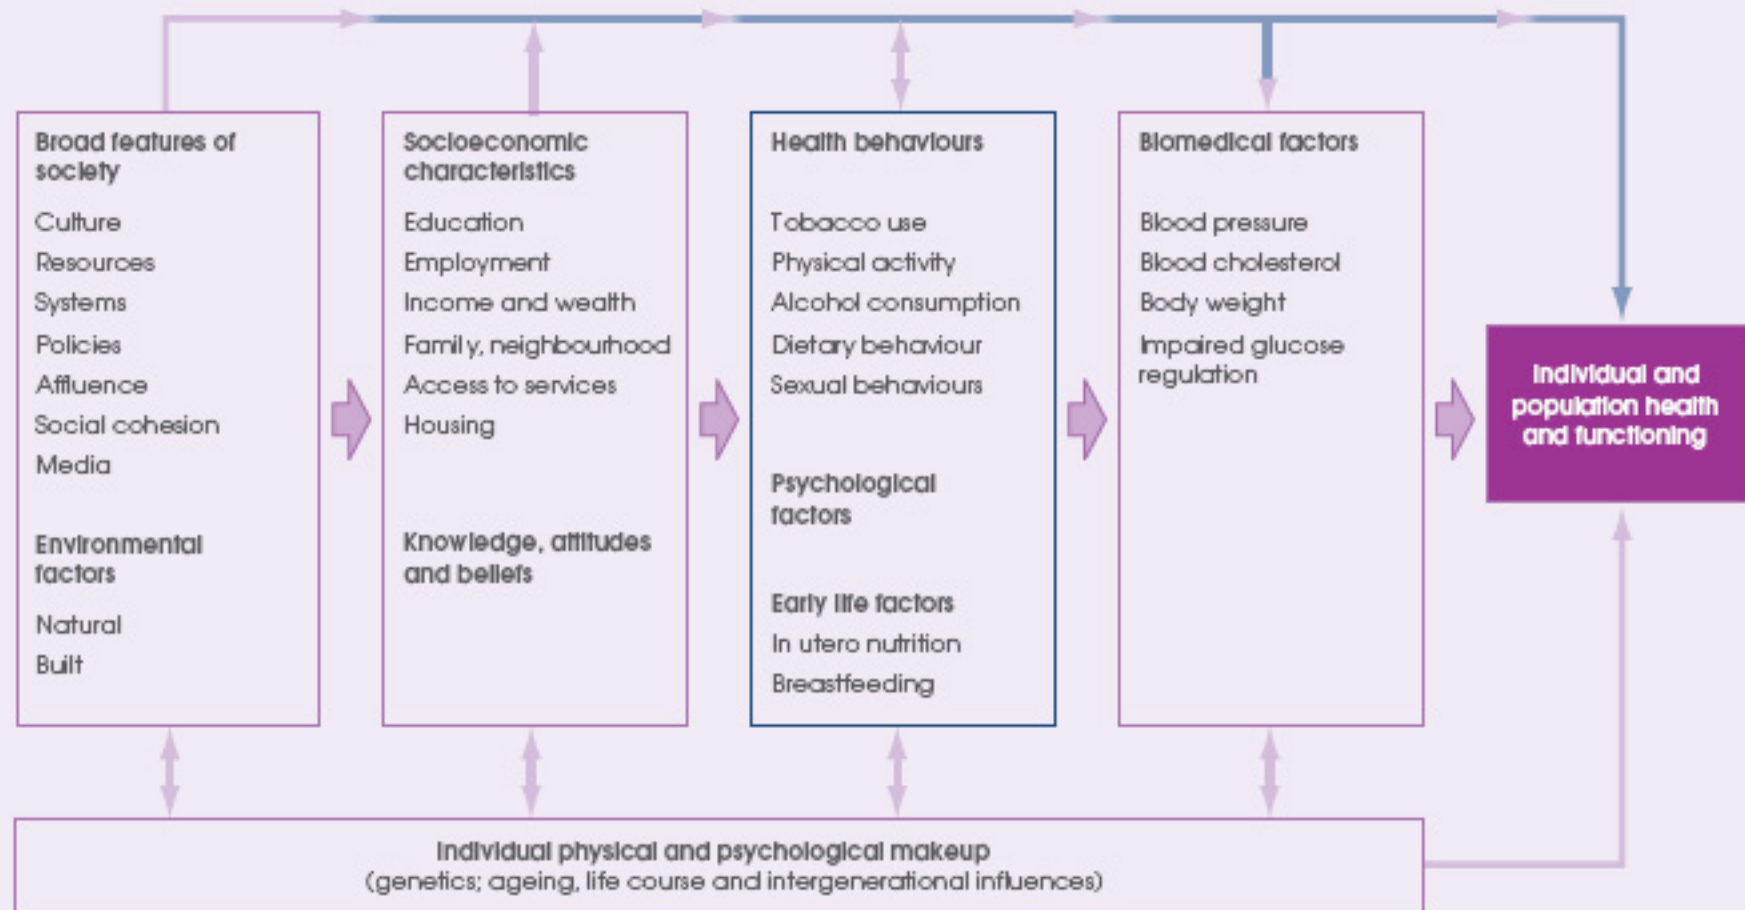 Broad features of
society
Culture
Resources
Systems
Policies
Affluence
Social cohesion
Media
Environmental
factors
Natural
Built
Socioeconomic
characteristics
Education
Employment
Income and wealth
Family, neighbourhood
Access to services
Housing
Knowledge, attitudes
and beliefs
Health behaviours
Tobacco use
Physical activity
Alcohol consumption
Dietary behaviour
Sexual behaviours
Psychological
factors
Early life factors
In utero nutrition
Breastfeeding
Biomedical factors
Blood pressure
Blood cholesterol
Body weight
Impaired glucose
regulation
Individual and
population health
and functioning
Individual physical and psychological makeup
(genetics; ageing, life course and intergenerational influences)